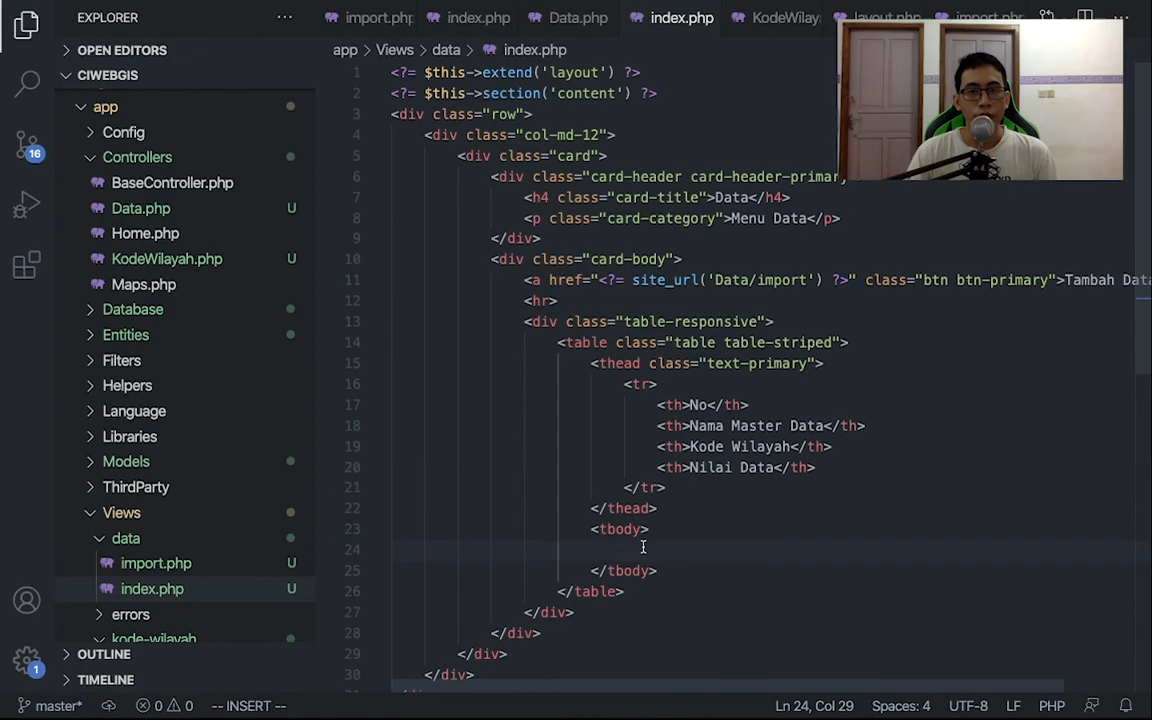 EXPLORER
import.php
index.php
Data.php
index.php
KodeWilay
layout.php
import.php
OPEN EDITORS
app > Views > data > index.php
CIWEBGIS
app
Config
Controllers
BaseController.php
Data.php U
Home.php
KodeWilayah.php U
Maps.php
Database
Entities
Filters
Helpers
Language
Libraries
Models
ThirdParty
Views
data
import.php U
index.php U
errors
kode-wilayah
OUTLINE
TIMELINE
16
1
1 <?= $this->extend('layout') ?>
2 <?= $this->section('content') ?>
3 <div class="row">
4 <div class="col-md-12">
5 <div class="card">
6 <div class="card-header card-header-primary
7 <h4 class="card-title">Data</h4>
8 <p class="card-category">Menu Data</p>
9 </div>
10 <div class="card-body">
11 <a href="<?= site_url('Data/import') ?>" class="btn btn-primary">Tambah Data
12 <hr>
13 <div class="table-responsive">
14 <table class="table table-striped">
15 <thead class="text-primary">
16 <tr>
17 <th>No</th>
18 <th>Nama Master Data</th>
19 <th>Kode Wilayah</th>
20 <th>Nilai Data</th>
21 </tr>
22 </thead>
23 <tbody>
24
25 </tbody>
26 </table>
27 </div>
28 </div>
29 </div>
30 </div>
master* 0 0 -- INSERT -- Ln 24, Col 29 Spaces: 4 UTF-8 LF PHP